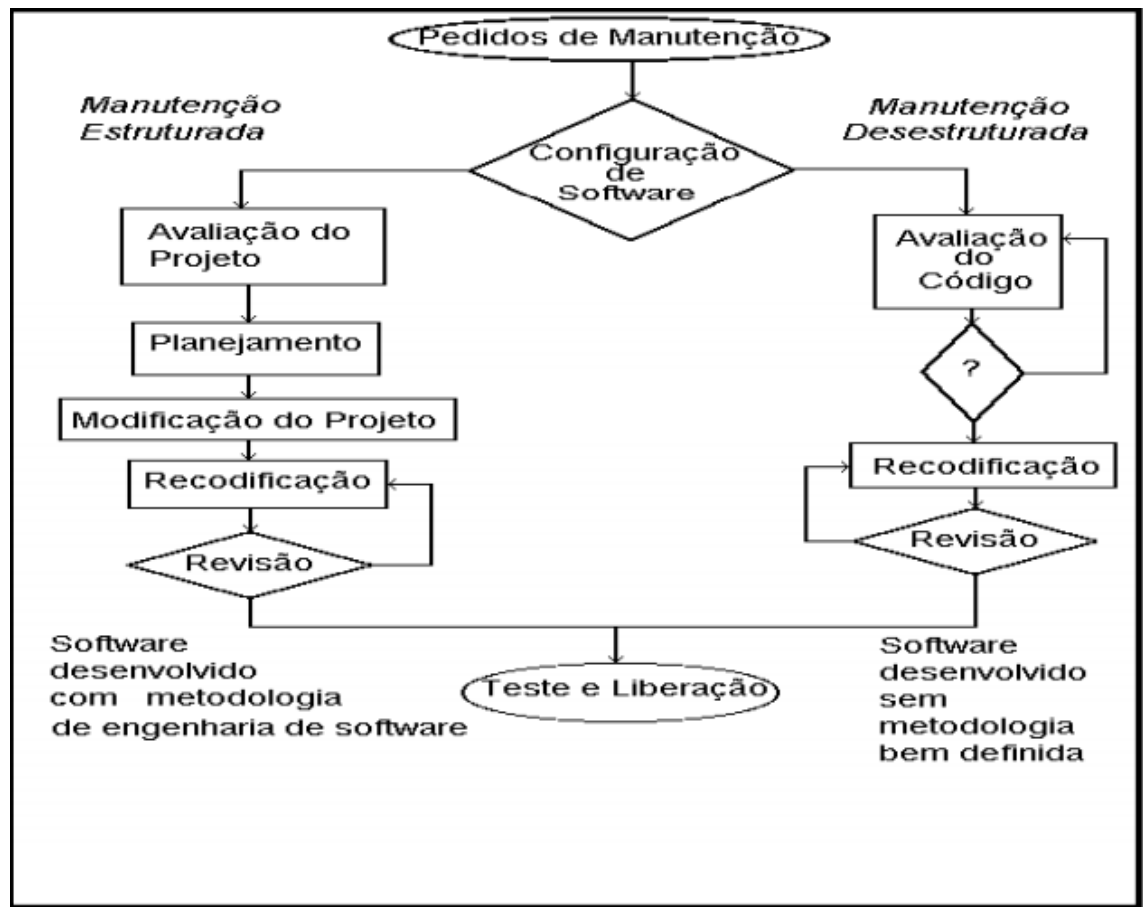 Pedidos de Manutenção
Manutenção
Estruturada
Manutenção
Desestruturada
Configuração
de
Software
Avaliação do
Projeto
Planejamento
Modificação do Projeto
Recodificação
Revisão
Avaliação
do
Código
?
Recodificação
Revisão
Software
desenvolvido
com metodologia
de engenharia de software
Teste e Liberação
Software
desenvolvido
sem
metodologia
bem definida